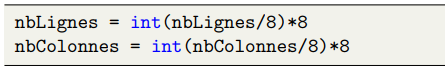 nbLignes = int(nbLignes/8)*8
nbColonnes = int(nbColonnes/8)*8